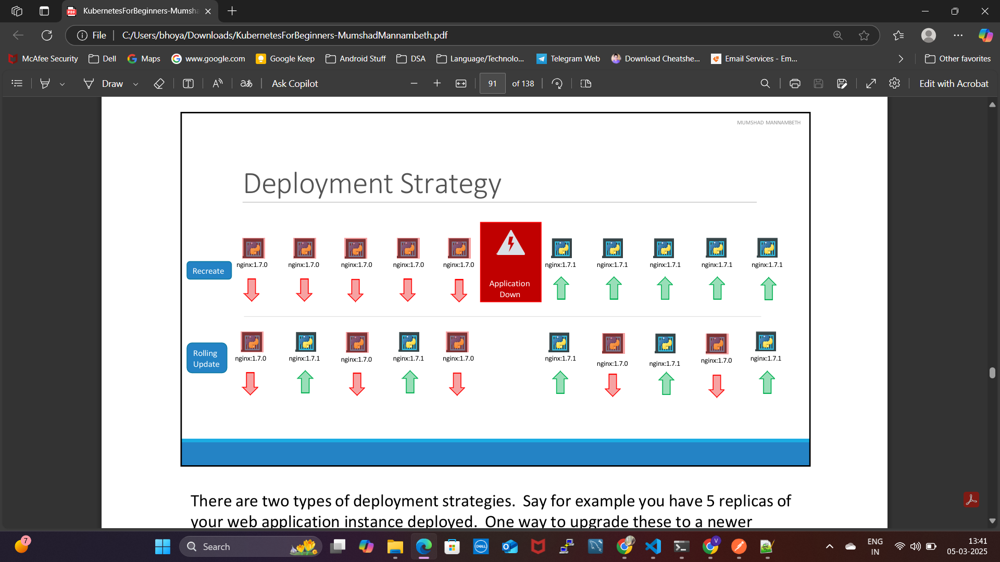 KubernetesForBeginners-Mumsha
File
C:/Users/bhoya/Downloads/KubernetesForBeginners-MumshadMannambeth.pdf
McAfee Security
Dell
Maps
www.google.com
Google Keep
Android Stuff
DSA
Language/Technolo...
Telegram Web
Download Cheatshe...
Email Services - Em...
Other favorites
Draw
Ask Copilot
91
of 138
Edit with Acrobat
MUMSHAD MANNAMBETH
Deployment Strategy
Recreate
nginx:1.7.0 nginx:1.7.0 nginx:1.7.0 nginx:1.7.0 nginx:1.7.0
Application
Down
nginx:1.7.1 nginx:1.7.1 nginx:1.7.1 nginx:1.7.1 nginx:1.7.1
Rolling
Update
nginx:1.7.0 nginx:1.7.1 nginx:1.7.0 nginx:1.7.1 nginx:1.7.0
nginx:1.7.1 nginx:1.7.0 nginx:1.7.1 nginx:1.7.0 nginx:1.7.1
There are two types of deployment strategies. Say for example you have 5 replicas of
your web application instance deployed. One way to upgrade these to a newer
7
Search
ENG
IN
13:41
05-03-2025